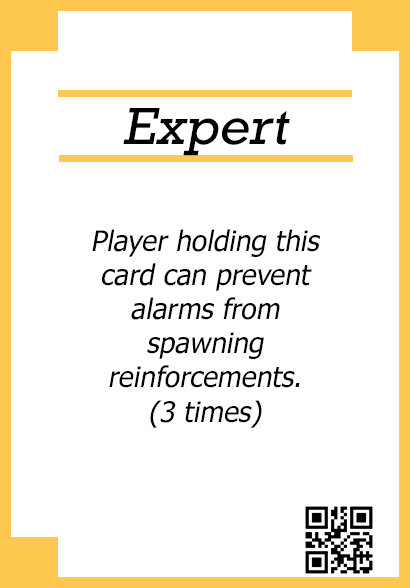 Expert
Player holding this
card can prevent
alarms from
spawning
reinforcements.
(3 times)